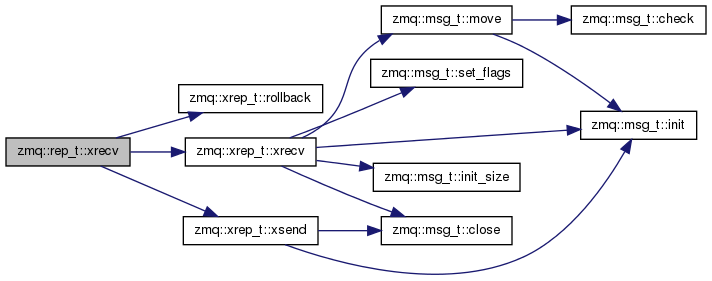 zmq::rep_t::xrecv
zmq::xrep_t::rollback
zmq::xrep_t::xrecv
zmq::xrep_t::xsend
zmq::msg_t::move
zmq::msg_t::set_flags
zmq::msg_t::init_size
zmq::msg_t::close
zmq::msg_t::check
zmq::msg_t::init